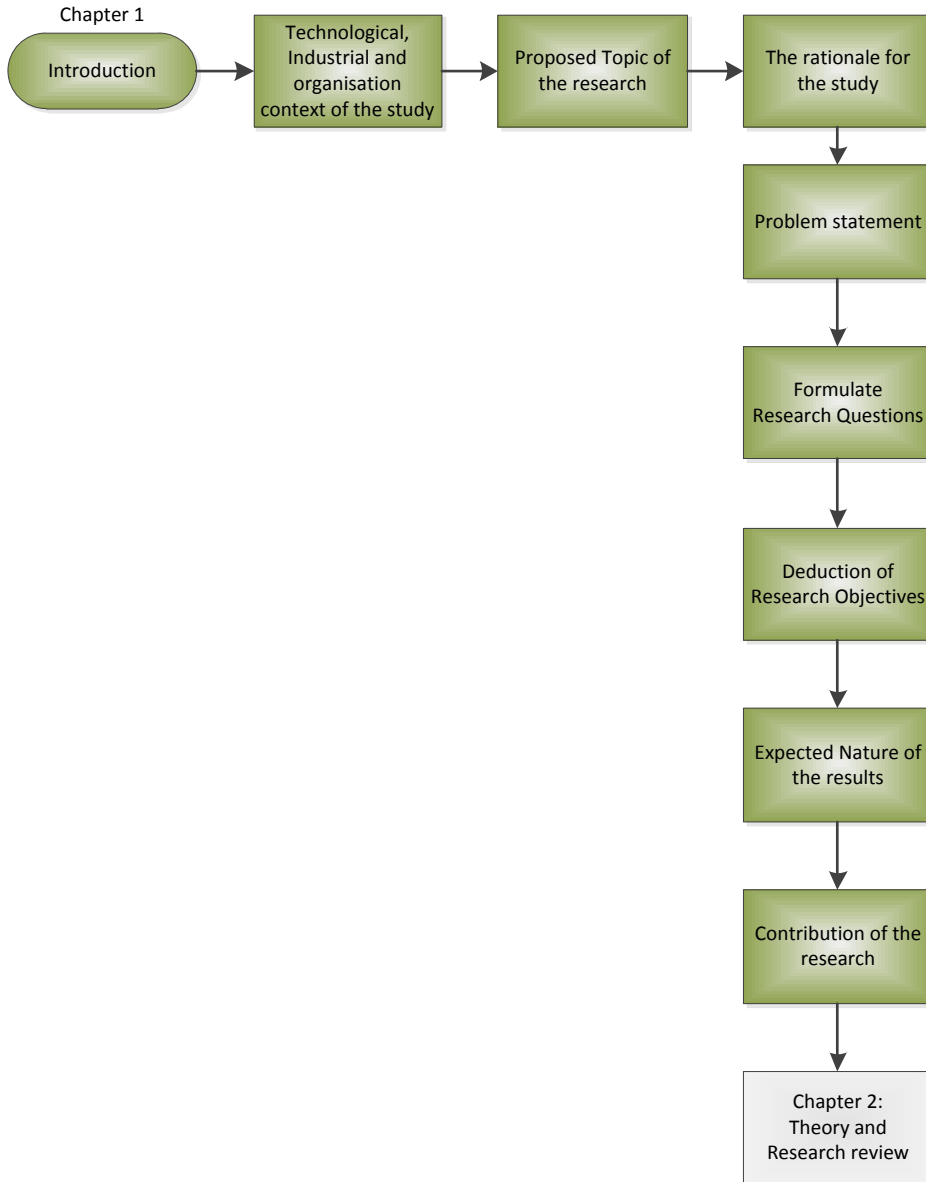 Chapter 1
Introduction
Technological,
Industrial and
organisation
context of the study
Proposed Topic of
the research
The rationale for
the study
Problem statement
Formulate
Research Questions
Deduction of
Research Objectives
Expected Nature of
the results
Contribution of the
research
Chapter 2:
Theory and
Research review